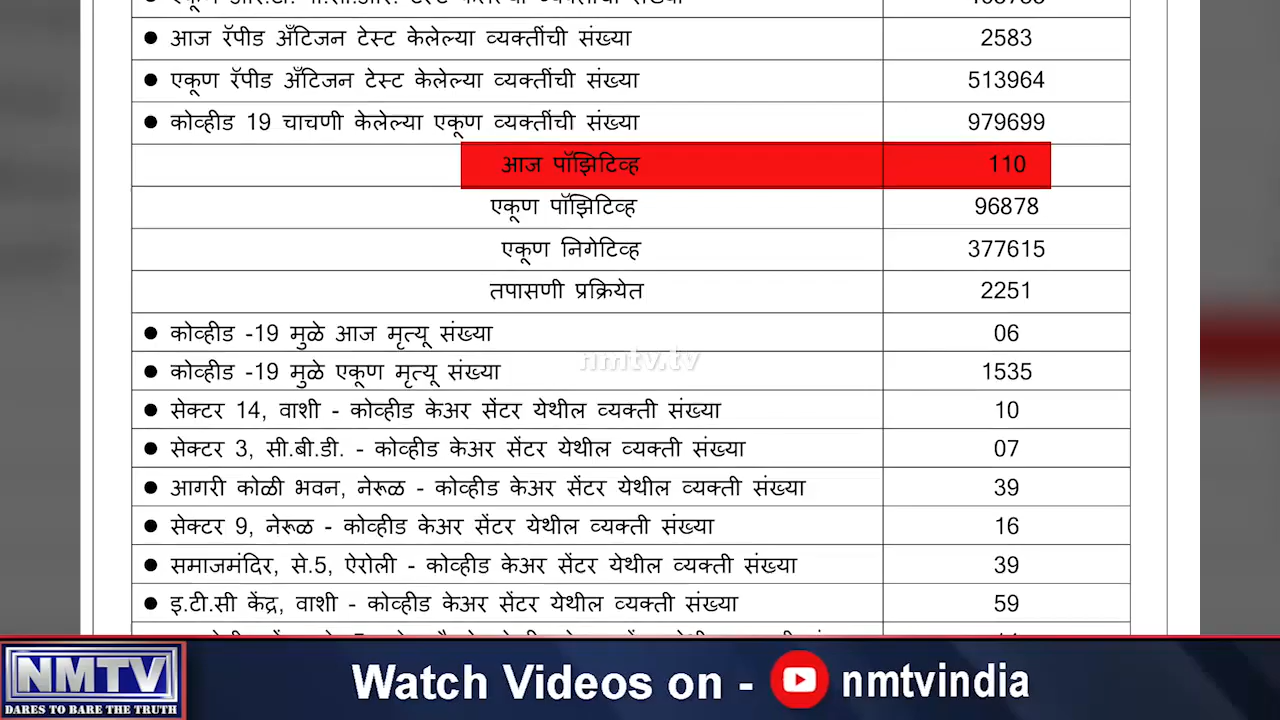 ● आज रॅपीड अँटिजन टेस्ट केलेल्या व्यक्तींची संख्या 2583
● एकूण रॅपीड अँटिजन टेस्ट केलेल्या व्यक्तींची संख्या 513964
● कोव्हीड 19 चाचणी केलेल्या एकूण व्यक्तींची संख्या 979699
आज पॉझिटिव्ह 110
एकूण पॉझिटिव्ह 96878
एकूण निगेटिव्ह 377615
तपासणी प्रक्रियेत 2251
● कोव्हीड -19 मुळे आज मृत्यू संख्या 06
nmtv.tv
● कोव्हीड -19 मुळे एकूण मृत्यू संख्या 1535
● सेक्टर 14, वाशी - कोव्हीड केअर सेंटर येथील व्यक्ती संख्या 10
● सेक्टर 3, सी.बी.डी. - कोव्हीड केअर सेंटर येथील व्यक्ती संख्या 07
● आगरी कोळी भवन, नेरूळ - कोव्हीड केअर सेंटर येथील व्यक्ती संख्या 39
● सेक्टर 9, नेरूळ - कोव्हीड केअर सेंटर येथील व्यक्ती संख्या 16
● समाजमंदिर, से.5, ऐरोली - कोव्हीड केअर सेंटर येथील व्यक्ती संख्या 39
● इ.टी.सी केंद्र, वाशी - कोव्हीड केअर सेंटर येथील व्यक्ती संख्या 59
NMTV
DARES TO BARE THE TRUTH
Watch Videos on - nmtvindia